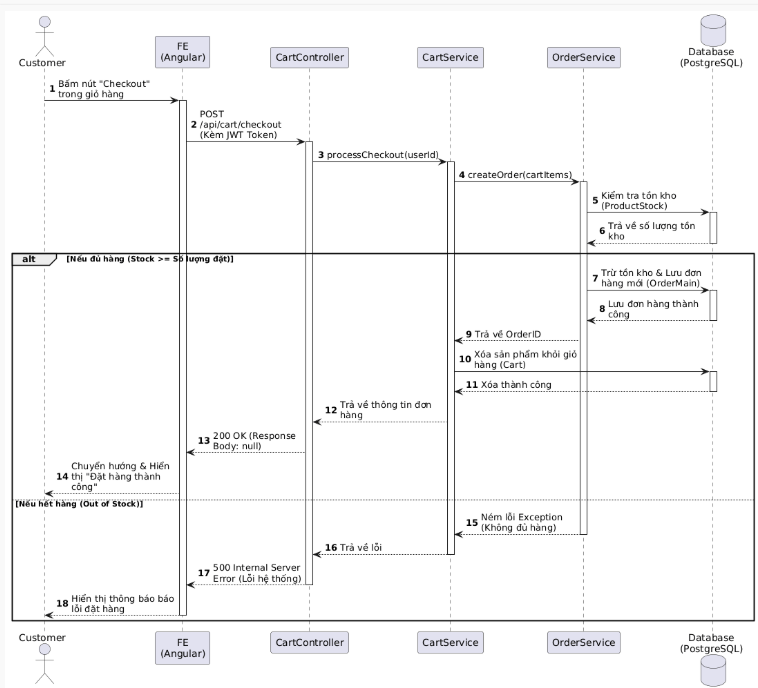 Customer
FE
(Angular)
CartController
CartService
OrderService
Database
(PostgreSQL)
1 Bấm nút "Checkout"
trong giỏ hàng
POST
2 /api/cart/checkout
(Kèm JWT Token)
3 processCheckout(userId)
4 createOrder(cartItems)
5 Kiểm tra tồn kho
(ProductStock)
6 Trả về số lượng tồn
kho
alt [Nếu đủ hàng (Stock >= Số lượng đặt)]
7 Trừ tồn kho & Lưu đơn
hàng mới (OrderMain)
8 Lưu đơn hàng thành
công
9 Trả về OrderID
10 Xóa sản phẩm khỏi giỏ
hàng (Cart)
11 Xóa thành công
12 Trả về thông tin đơn
hàng
13 200 OK (Response
Body: null)
Chuyển hướng & Hiển
14 thị "Đặt hàng thành
công"
[Nếu hết hàng (Out of Stock)]
15 Ném lỗi Exception
(Không đủ hàng)
16 Trả về lỗi
17 500 Internal Server
Error (Lỗi hệ thống)
18 Hiển thị thông báo báo
lỗi đặt hàng
Customer
FE
(Angular)
CartController
CartService
OrderService
Database
(PostgreSQL)